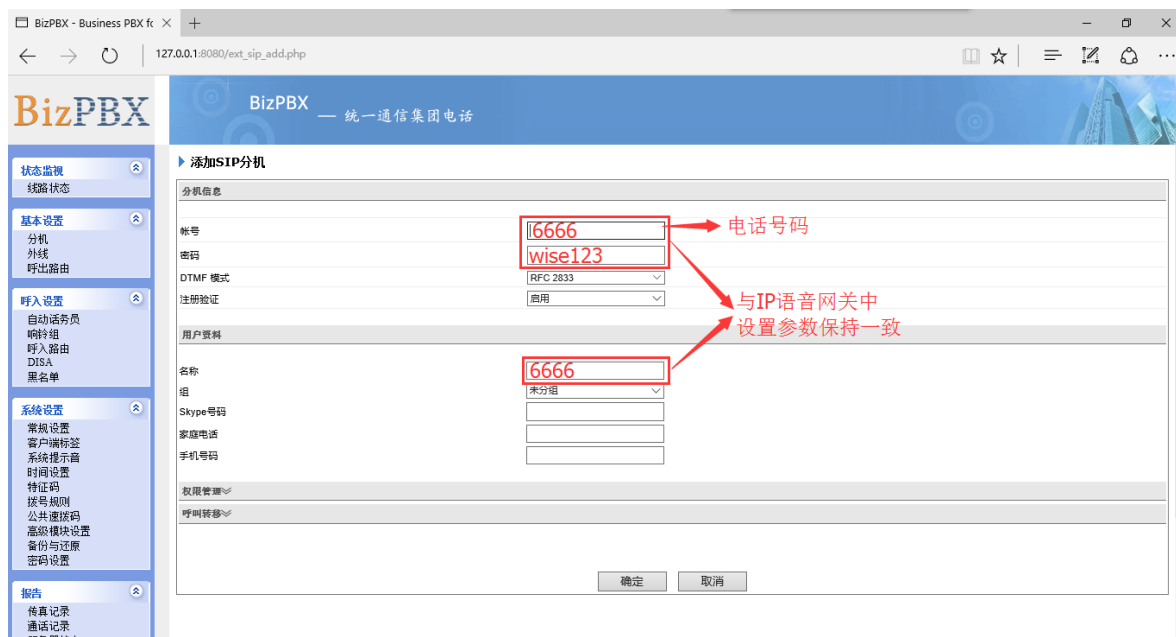 BizPBX - Business PBX fo
127.0.0.1:8080/ext_sip_add.php
BizPBX
BizPBX
— 统一通信集团电话
状态监视
线路状态
基本设置
分机
外线
呼出路由
呼入设置
自动话务员
响铃组
呼入路由
DISA
黑名单
系统设置
常规设置
客户端标签
系统提示音
时间设置
特征码
拨号规则
公共速拨码
高级模块设置
备份与还原
密码设置
报告
传真记录
通话记录
添加SIP分机
分机信息
帐号 6666
电话号码
密码 wise123
DTMF 模式 RFC 2833
注册验证 启用
与IP语音网关中
设置参数保持一致
用户资料
名称 6666
组 未分组
Skype号码
家庭电话
手机号码
权限管理
呼叫转移
确定 取消